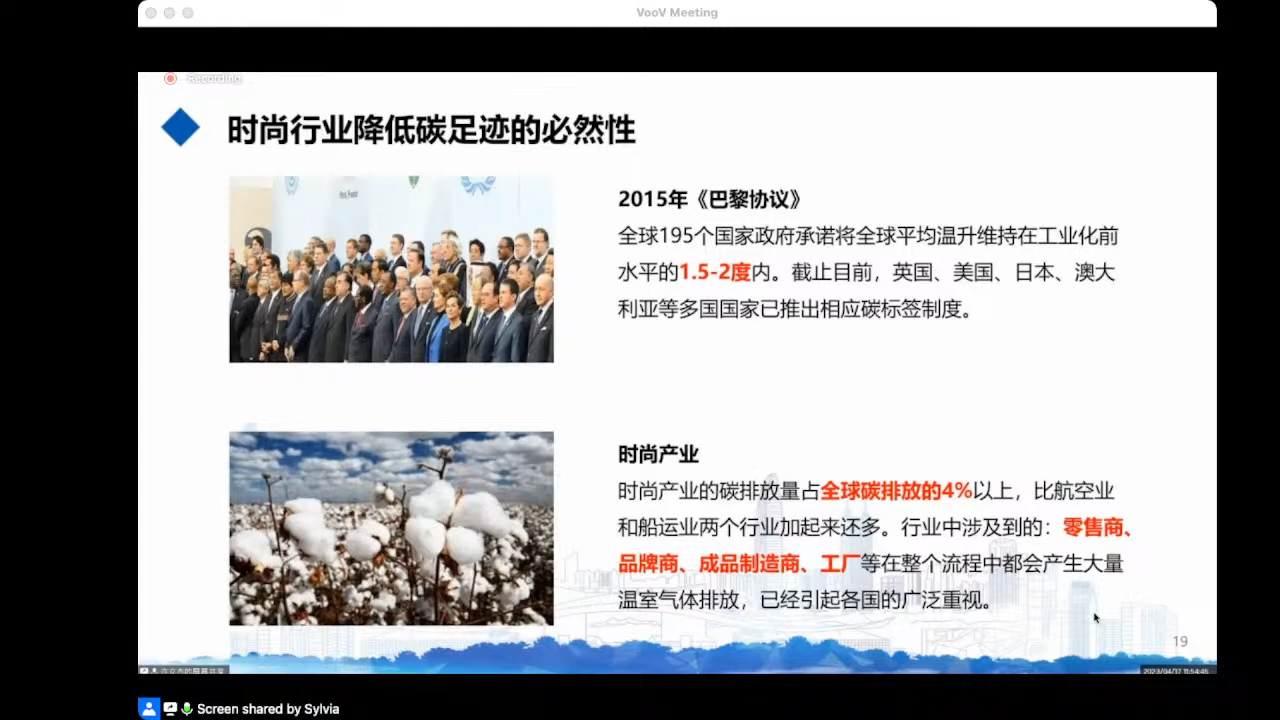 VooV Meeting
Recording
时尚行业降低碳足迹的必然性
2015年《巴黎协议》
全球195个国家政府承诺将全球平均温升维持在工业化前
水平的1.5-2度内。截止目前，英国、美国、日本、澳大
利亚等多国国家已推出相应碳标签制度。
时尚产业
时尚产业的碳排放量占全球碳排放的4%以上，比航空业
和船运业两个行业加起来还多。行业中涉及到的：零售商、
品牌商、成品制造商、工厂等在整个流程中都会产生大量
温室气体排放，已经引起各国的广泛重视。
19
2023/04/17 11:54:45
Screen shared by Sylvia